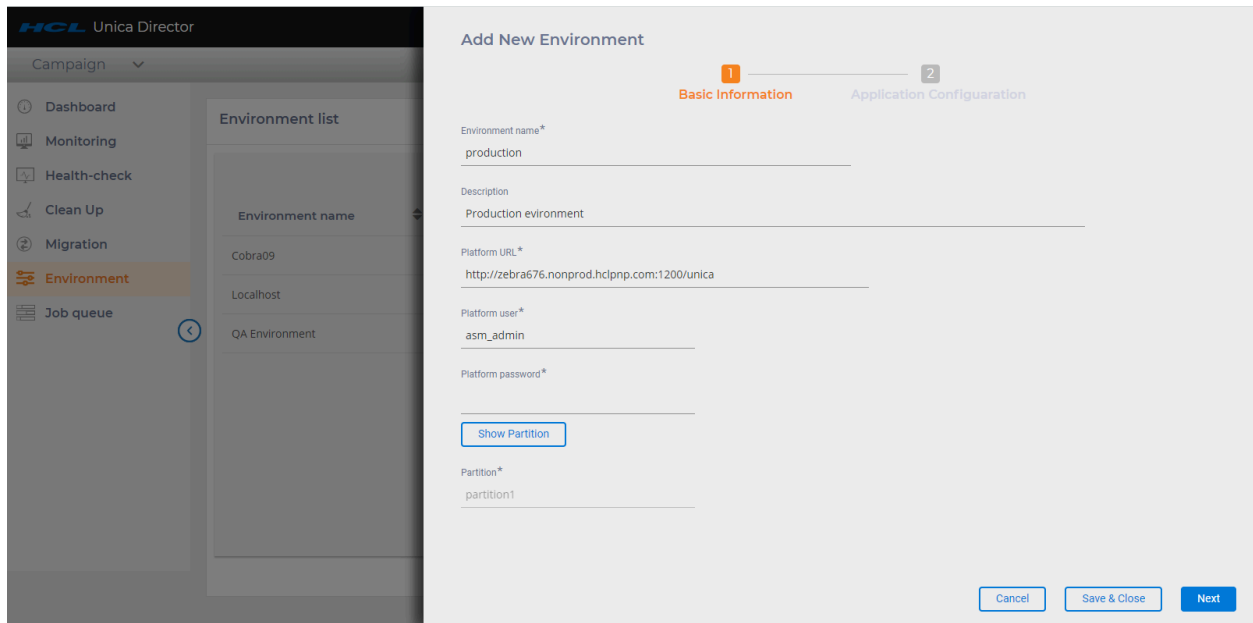 HCL Unica Director
Campaign
Dashboard
Monitoring
Health-check
Clean Up
Migration
Environment
Job queue
Environment list
Environment name
Cobra09
Localhost
QA Environment
Add New Environment
1
2
Basic Information
Application Configuaration
Environment name*
production
Description
Production evironment
Platform URL*
http://zebra676.nonprod.hclpnp.com:1200/unica
Platform user*
asm_admin
Platform password*
Show Partition
Partition*
partition1
Cancel
Save & Close
Next